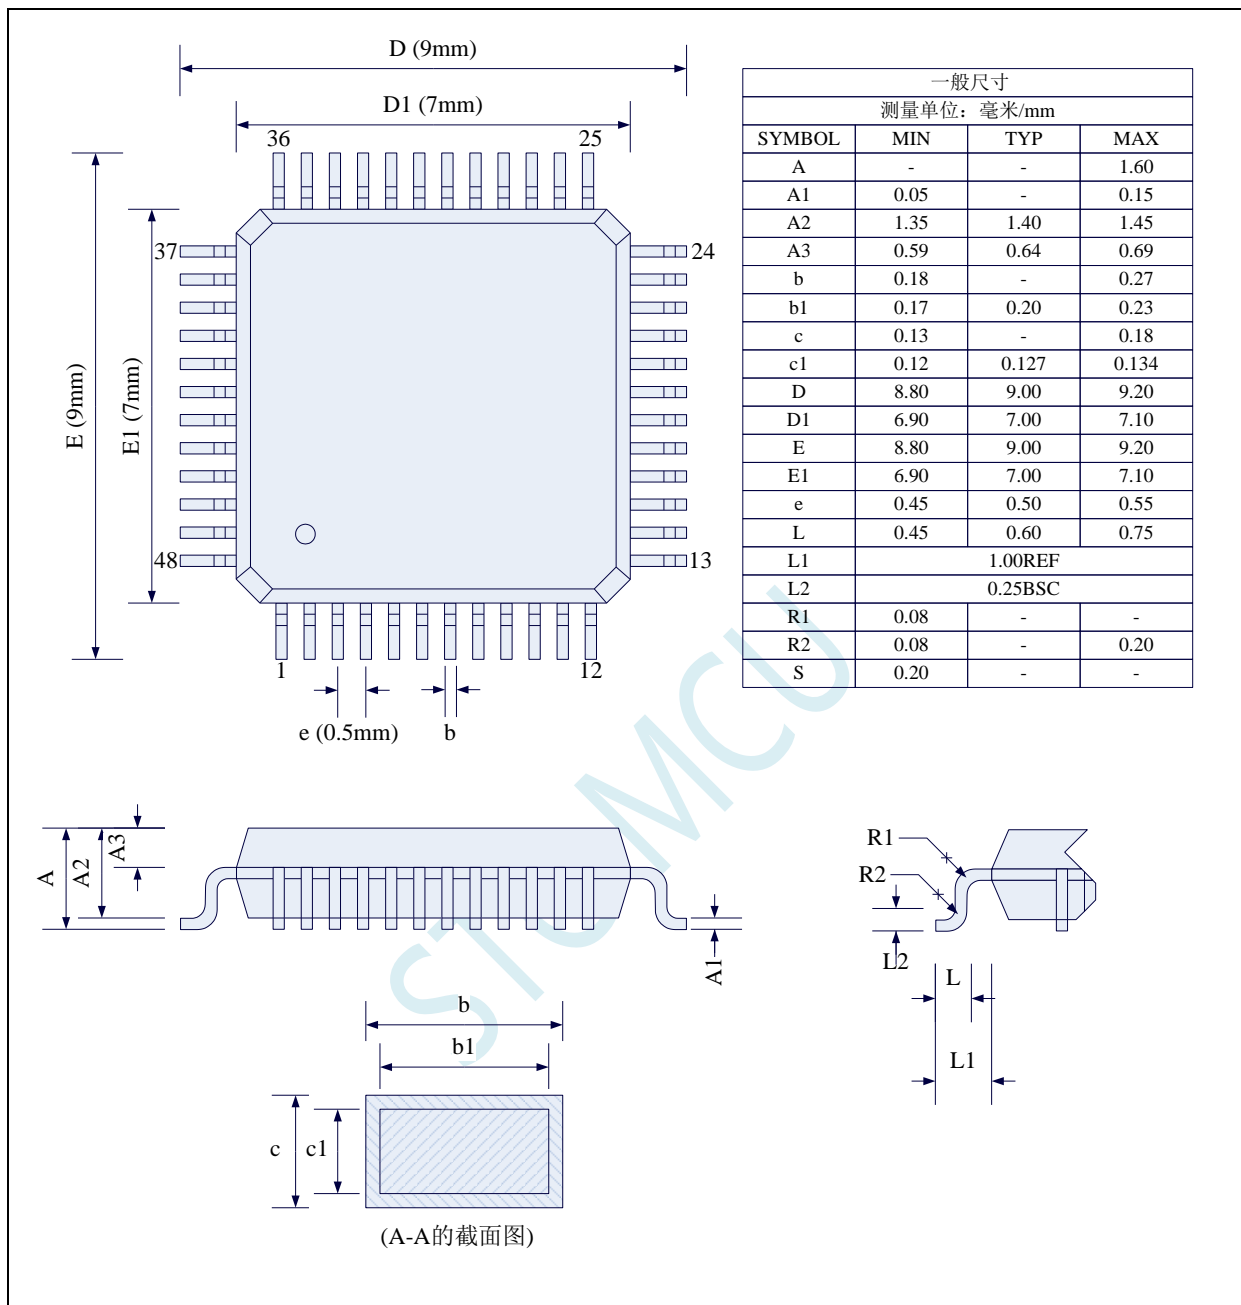 D (9mm)
D1 (7mm)
36 25
37 24
E (9mm)
E1 (7mm)
48 13
1 12
e (0.5mm) b
一般尺寸
测量单位：毫米/mm
SYMBOL MIN TYP MAX
A - - 1.60
A1 0.05 - 0.15
A2 1.35 1.40 1.45
A3 0.59 0.64 0.69
b 0.18 - 0.27
b1 0.17 0.20 0.23
c 0.13 - 0.18
c1 0.12 0.127 0.134
D 8.80 9.00 9.20
D1 6.90 7.00 7.10
E 8.80 9.00 9.20
E1 6.90 7.00 7.10
e 0.45 0.50 0.55
L 0.45 0.60 0.75
L1 1.00REF
L2 0.25BSC
R1 0.08 - -
R2 0.08 - 0.20
S 0.20 - -
STC MCU
A
A2
A3
A1
R1
R2
L2
L
L1
b
b1
c
c1
(A-A的截面图)